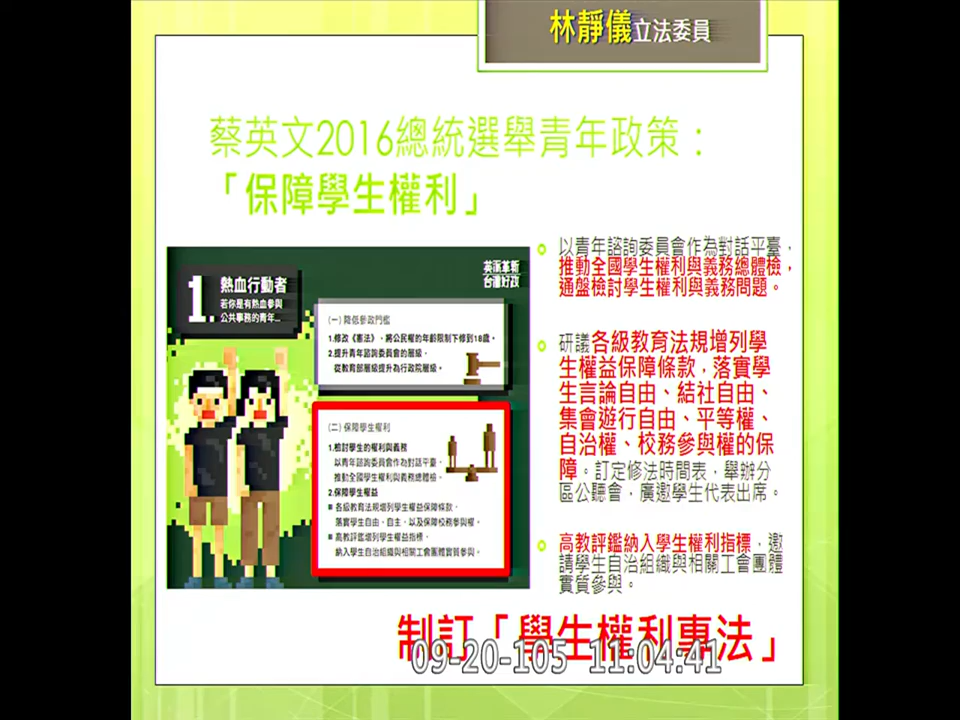 林靜儀立法委員
蔡英文2016總統選舉青年政策：
「保障學生權利」
1. 熱血行動者
若你是有熱血參與
公共事務的青年...
英派革新
台灣好政
(一) 降低參政門檻
1.修改《憲法》，將公民權的年齡限制下修到18歲。
2.提升青年諮詢委員會的層級，
從教育部層級提升為行政院層級。
(二) 保障學生權利
1.檢討學生的權利與義務
以青年諮詢委員會作為對話平臺，
推動全國學生權利與義務總體檢。
2.保障學生權益
各級教育法規增列學生權益保障條款，
落實學生自由、自主，以及保障校務參與權。
高教評鑑增列學生權益指標，
納入學生自治組織與相關工會團體實質參與。
以青年諮詢委員會作為對話平臺，
推動全國學生權利與義務總體檢，
通盤檢討學生權利與義務問題。
研議各級教育法規增列學
生權益保障條款，落實學
生言論自由、結社自由、
集會遊行自由、平等權、
自治權、校務參與權的保
障。訂定修法時間表，舉辦分
區公聽會，廣邀學生代表出席。
高教評鑑納入學生權利指標，邀
請學生自治組織與相關工會團體
實質參與。
制訂「學生權利專法」
09-20-105 11:04:41